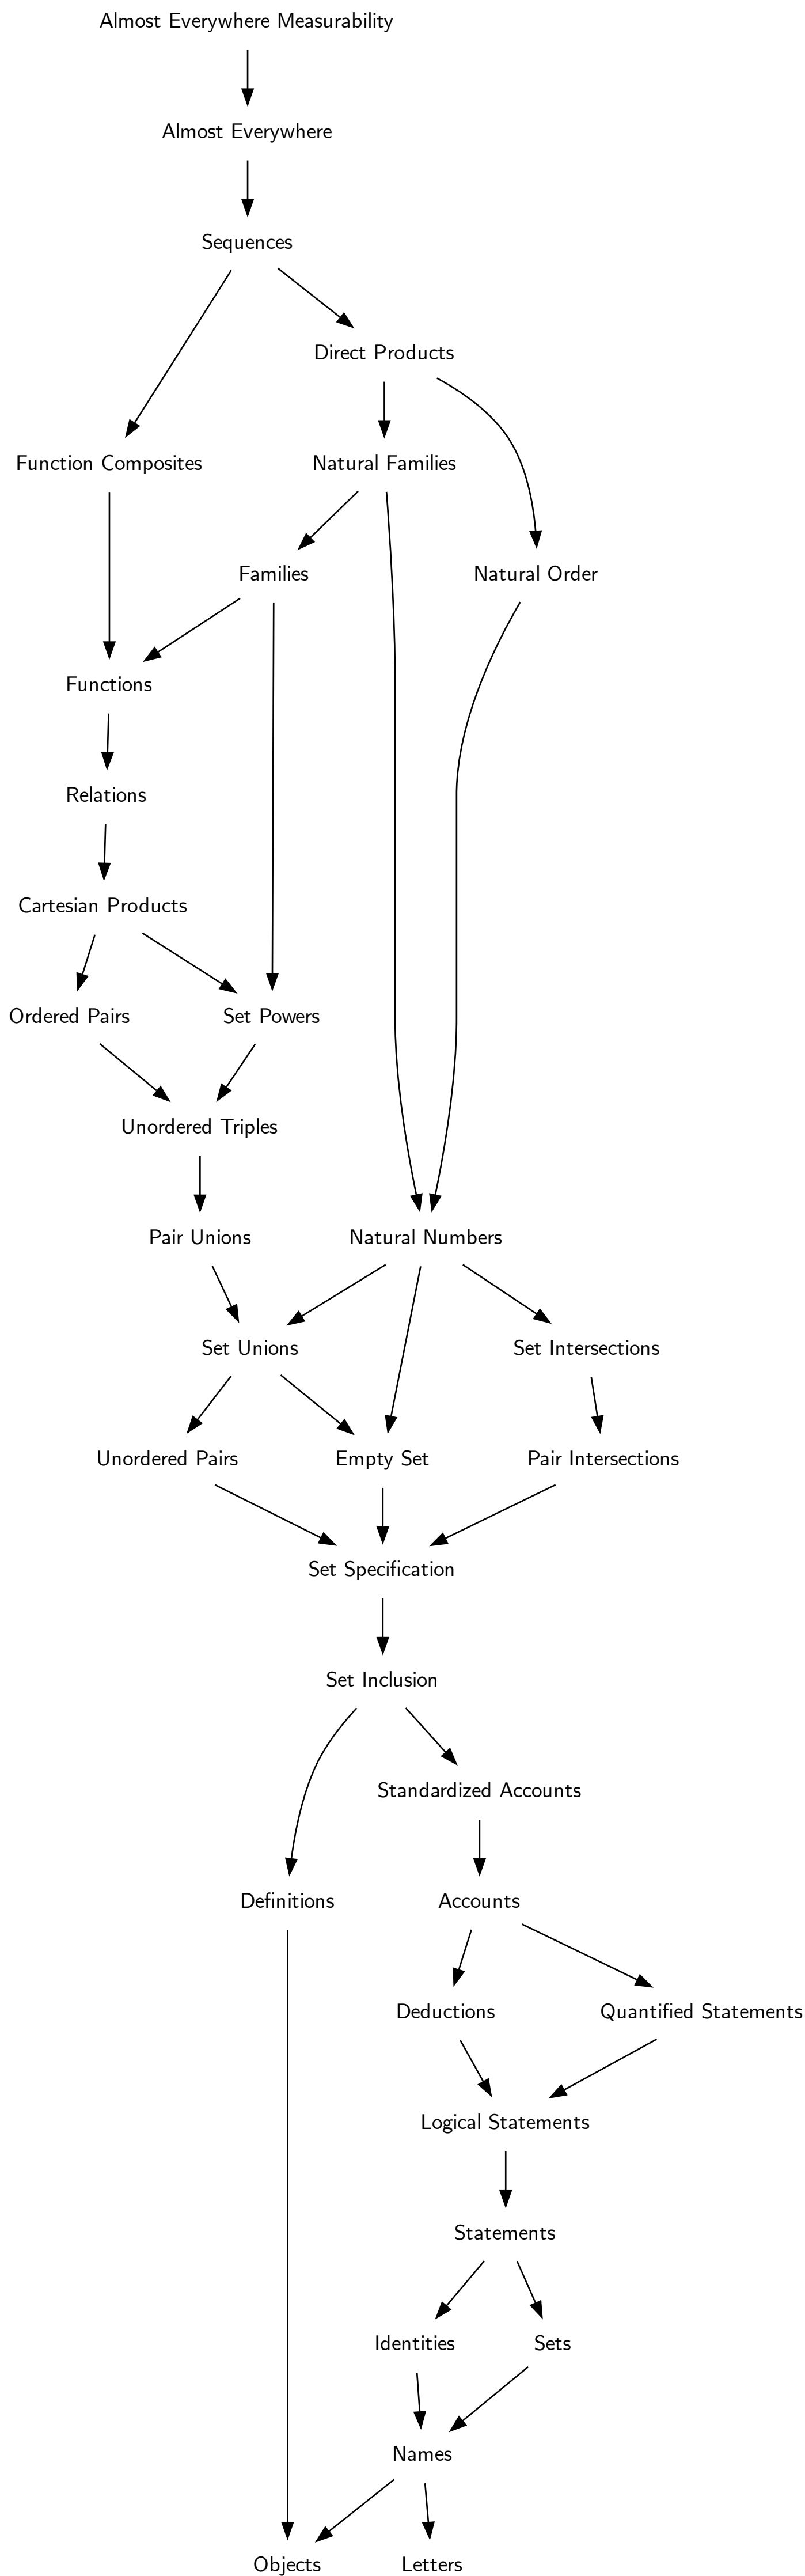 Almost Everywhere Measurability
Almost Everywhere
Sequences
Direct Products
Function Composites
Natural Families
Families
Natural Order
Functions
Relations
Cartesian Products
Ordered Pairs
Set Powers
Unordered Triples
Pair Unions
Natural Numbers
Set Unions
Set Intersections
Unordered Pairs
Empty Set
Pair Intersections
Set Specification
Set Inclusion
Standardized Accounts
Definitions
Accounts
Deductions
Quantified Statements
Logical Statements
Statements
Identities
Sets
Names
Objects
Letters